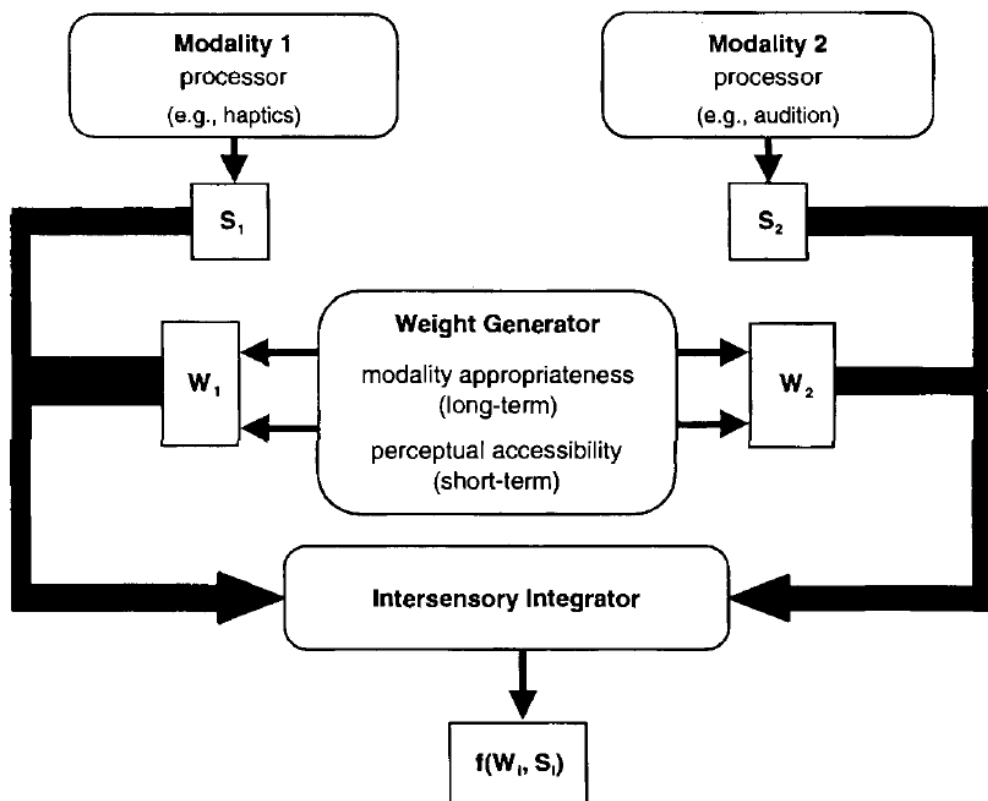 Modality 1
processor
(e.g., haptics)
Modality 2
processor
(e.g., audition)
S₁
S₂
Weight Generator
modality appropriateness
(long-term)
perceptual accessibility
(short-term)
W₁
W₂
Intersensory Integrator
f(Wᵢ, Sᵢ)